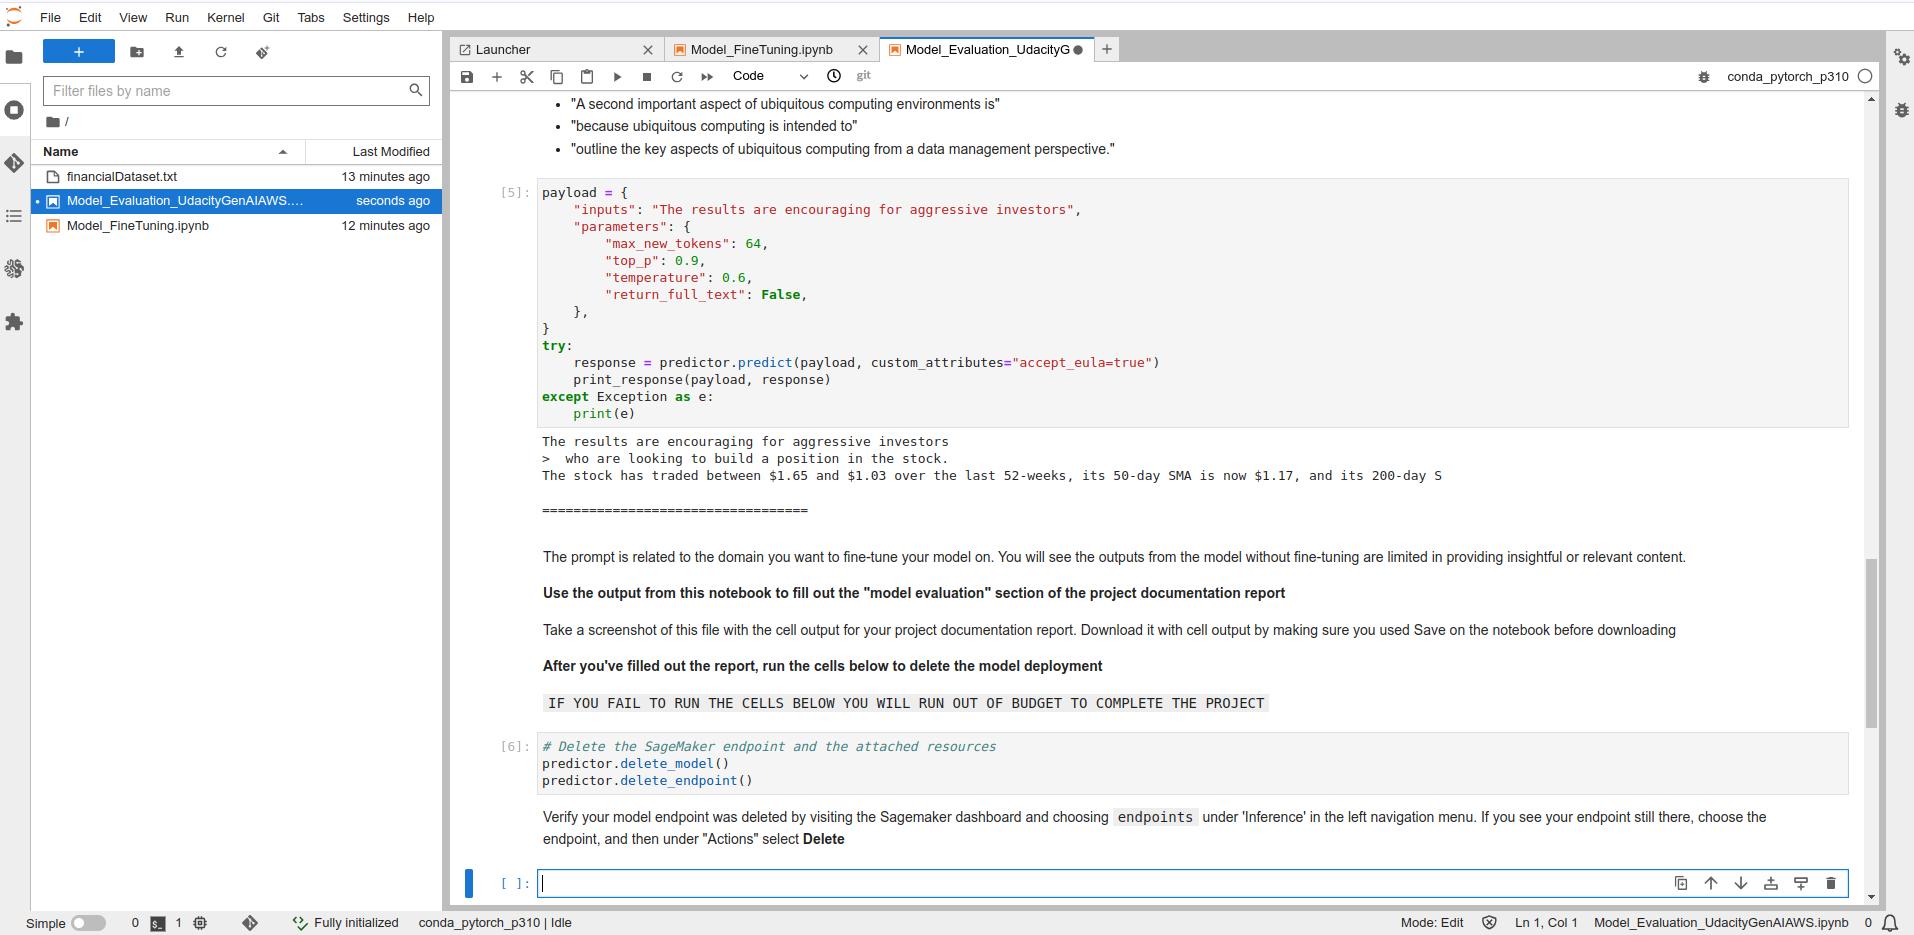 File Edit View Run Kernel Git Tabs Settings Help
Filter files by name
/
Name Last Modified
financialDataset.txt 13 minutes ago
Model_Evaluation_UdacityGenAIAWS.... seconds ago
Model_FineTuning.ipynb 12 minutes ago
Launcher Model_FineTuning.ipynb Model_Evaluation_UdacityG
Code git conda_pytorch_p310
• "A second important aspect of ubiquitous computing environments is"
• "because ubiquitous computing is intended to"
• "outline the key aspects of ubiquitous computing from a data management perspective."
[5]: payload = {
    "inputs": "The results are encouraging for aggressive investors",
    "parameters": {
        "max_new_tokens": 64,
        "top_p": 0.9,
        "temperature": 0.6,
        "return_full_text": False,
    },
}
try:
    response = predictor.predict(payload, custom_attributes="accept_eula=true")
    print_response(payload, response)
except Exception as e:
    print(e)
The results are encouraging for aggressive investors
>  who are looking to build a position in the stock.
The stock has traded between $1.65 and $1.03 over the last 52-weeks, its 50-day SMA is now $1.17, and its 200-day S
==================================
The prompt is related to the domain you want to fine-tune your model on. You will see the outputs from the model without fine-tuning are limited in providing insightful or relevant content.
Use the output from this notebook to fill out the "model evaluation" section of the project documentation report
Take a screenshot of this file with the cell output for your project documentation report. Download it with cell output by making sure you used Save on the notebook before downloading
After you've filled out the report, run the cells below to delete the model deployment
IF YOU FAIL TO RUN THE CELLS BELOW YOU WILL RUN OUT OF BUDGET TO COMPLETE THE PROJECT
[6]: # Delete the SageMaker endpoint and the attached resources
predictor.delete_model()
predictor.delete_endpoint()
Verify your model endpoint was deleted by visiting the Sagemaker dashboard and choosing endpoints under 'Inference' in the left navigation menu. If you see your endpoint still there, choose the
endpoint, and then under "Actions" select Delete
[ ]:
Simple 0 $_ 1 Fully initialized conda_pytorch_p310 | Idle Mode: Edit Ln 1, Col 1 Model_Evaluation_UdacityGenAIAWS.ipynb 0